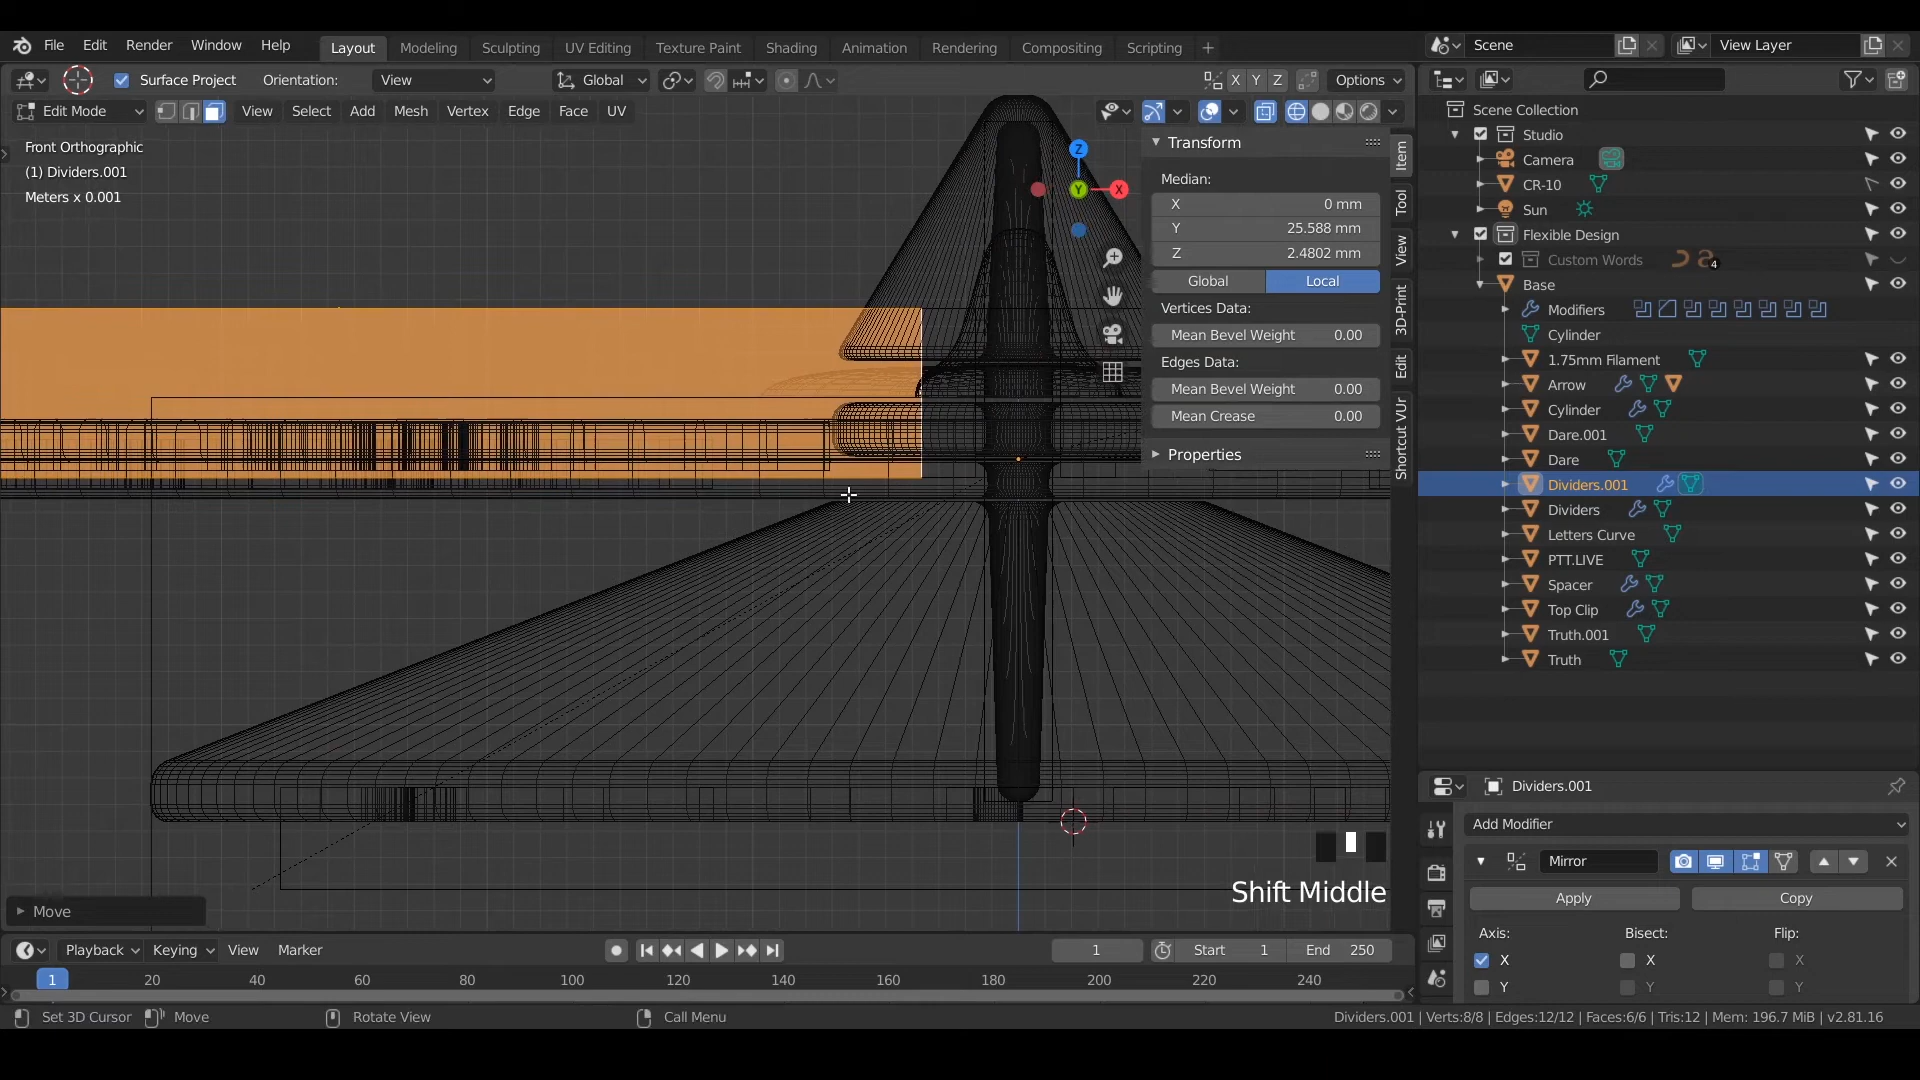 File Edit Render Window Help Layout Modeling Sculpting UV Editing Texture Paint Shading Animation Rendering Compositing Scripting + Scene View Layer
Surface Project Orientation: View Global X Y Z Options
Edit Mode View Select Add Mesh Vertex Edge Face UV
Front Orthographic
(1) Dividers.001
Meters x 0.001
Z
Y
X
Transform
Median:
X 0 mm
Y 25.588 mm
Z 2.4802 mm
Global Local
Vertices Data:
Mean Bevel Weight 0.00
Edges Data:
Mean Bevel Weight 0.00
Mean Crease 0.00
Properties
Item
Tool
View
3D-Print
Edit
Shortcut VUr
Scene Collection
Studio
Camera
CR-10
Sun
Flexible Design
Custom Words 4
Base
Modifiers
Cylinder
1.75mm Filament
Arrow
Cylinder
Dare.001
Dare
Dividers.001
Dividers
Letters Curve
PTT.LIVE
Spacer
Top Clip
Truth.001
Truth
Dividers.001
Add Modifier
Mirror
Apply Copy
Axis: Bisect: Flip:
X X X
Y Y Y
Shift Middle
Move
Playback Keying View Marker 1 Start 1 End 250
1 20 40 60 80 100 120 140 160 180 200 220 240
Set 3D Cursor Move Rotate View Call Menu Dividers.001 | Verts:8/8 | Edges:12/12 | Faces:6/6 | Tris:12 | Mem: 196.7 MiB | v2.81.16